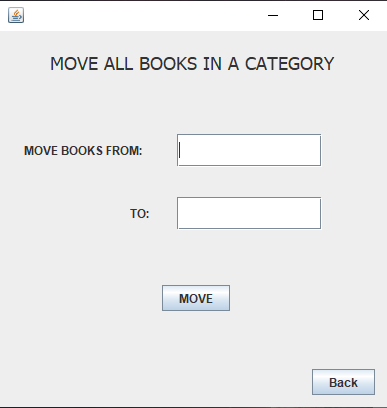 MOVE ALL BOOKS IN A CATEGORY
MOVE BOOKS FROM:
TO:
MOVE
Back